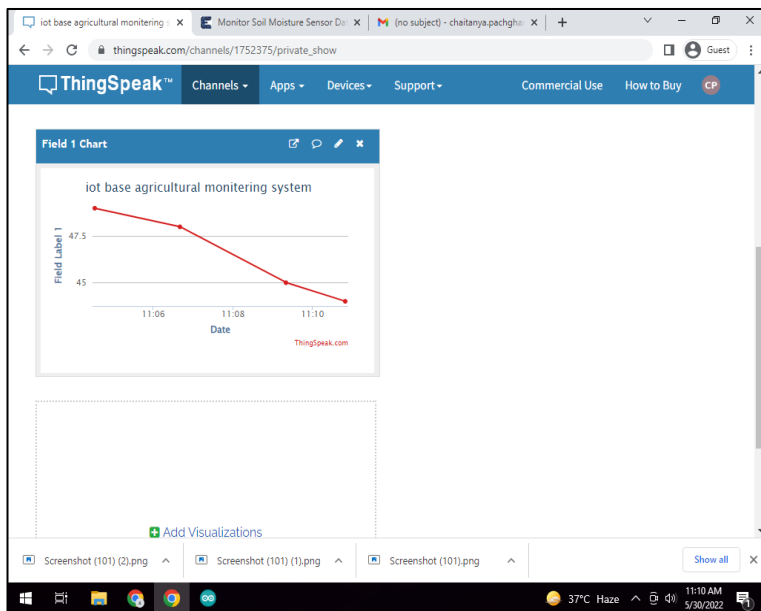 iot base agricultural monitering s
Monitor Soil Moisture Sensor Da
(no subject) - chaitanya.pachgha
thingspeak.com/channels/1752375/private_show
Guest
ThingSpeak™
Channels
Apps
Devices
Support
Commercial Use
How to Buy
CP
Field 1 Chart
iot base agricultural monitering system
Field Label 1
47.5
45
11:06
11:08
11:10
Date
ThingSpeak.com
Add Visualizations
Screenshot (101) (2).png
Screenshot (101) (1).png
Screenshot (101).png
Show all
37°C Haze
11:10 AM
5/30/2022
1